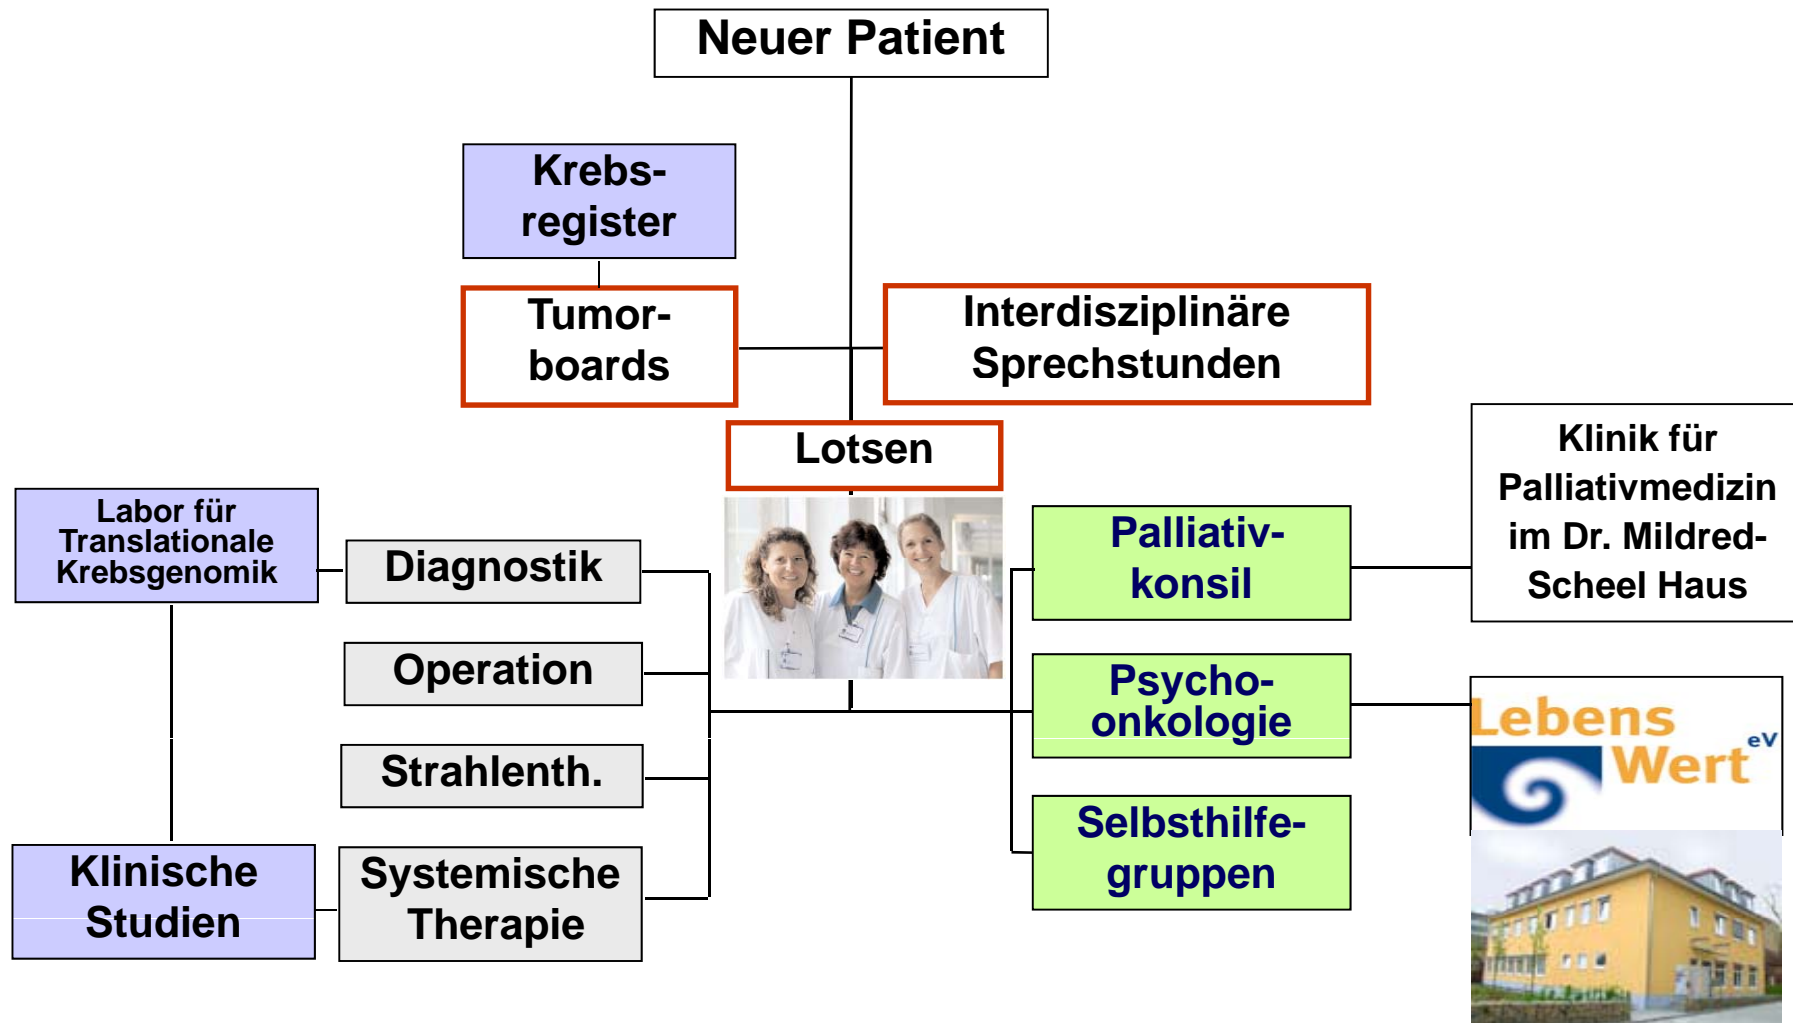 Neuer Patient
Krebs-
register
Tumor-
boards
Interdisziplinäre
Sprechstunden
Lotsen
Klinik für
Palliativmedizin
im Dr. Mildred-
Scheel Haus
Labor für
Translationale
Krebsgenomik
Diagnostik
Palliativ-
konsil
Operation
Psycho-
onkologie
Lebens
Wert eV
Strahlenth.
Selbsthilfe-
gruppen
Klinische
Studien
Systemische
Therapie